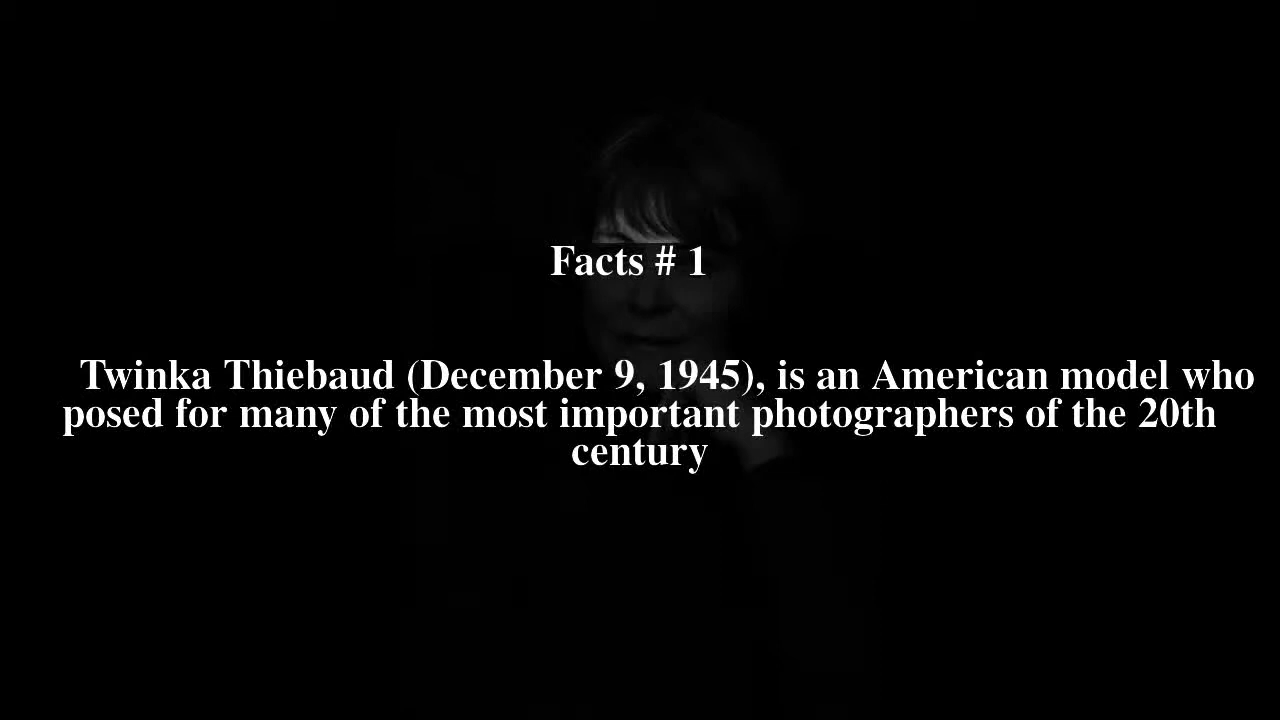 Facts # 1
Twinka Thiebaud (December 9, 1945), is an American model who
posed for many of the most important photographers of the 20th
century